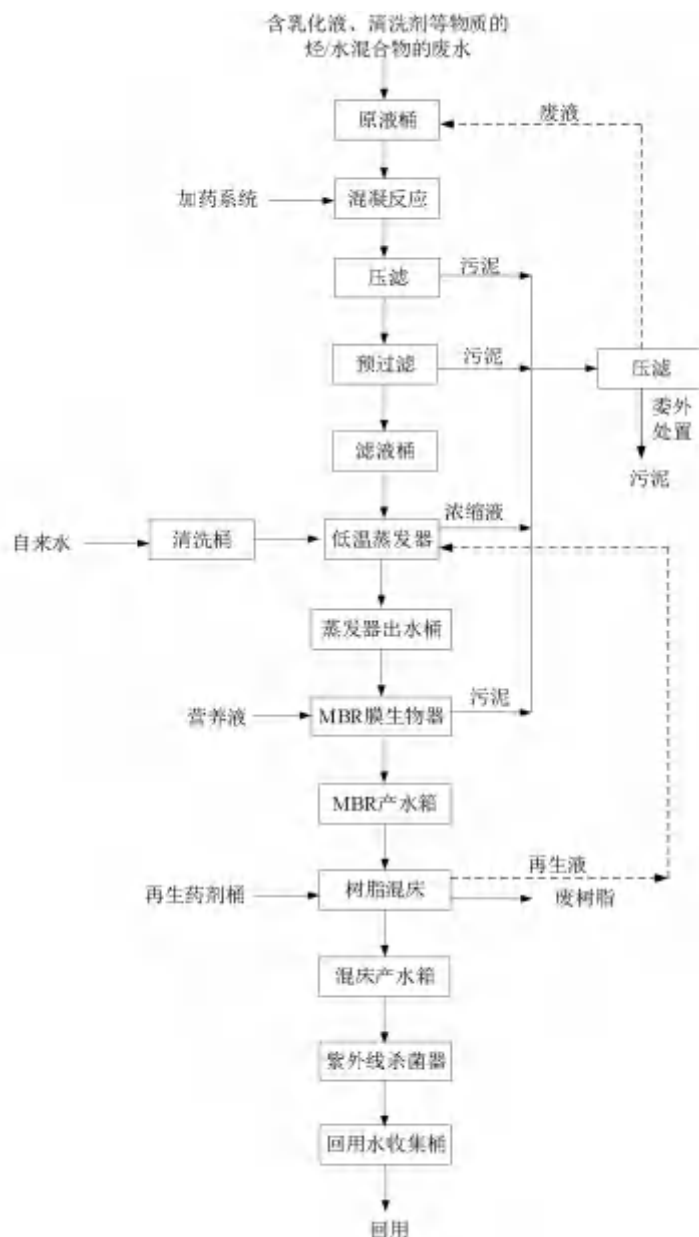 含乳化液、清洗剂等物质的
烃/水混合物的废水
原液桶
废液
加药系统
混凝反应
压滤
污泥
预过滤
污泥
压滤
委外
处置
污泥
滤液桶
浓缩液
自来水
清洗桶
低温蒸发器
蒸发器出水桶
营养液
MBR膜生物器
污泥
MBR产水箱
再生液
再生药剂桶
树脂混床
废树脂
混床产水箱
紫外线杀菌器
回用水收集桶
回用